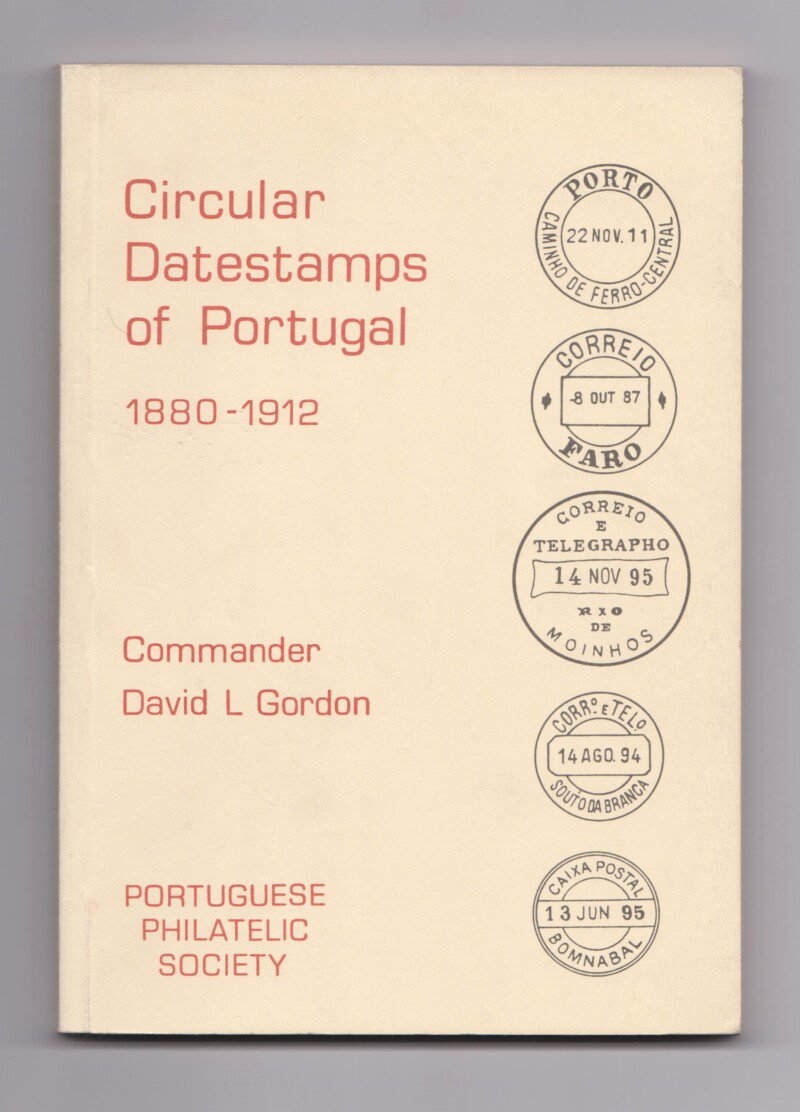 Circular
Datestamps
of Portugal
1880-1912
Commander
David L Gordon
PORTUGUESE
PHILATELIC
SOCIETY
PORTO
22 NOV. 11
CAMINHO DE FERRO-CENTRAL
CORREIO
-8 OUT 87
FARO
CORREIO
E
TELEGRAPHO
14 NOV 95
RIO
DE
MOINHOS
CORRº E TELº
14 AGO. 94
SOUTO DA BRANCA
CAIXA POSTAL
13 JUN 95
BOMNABAL